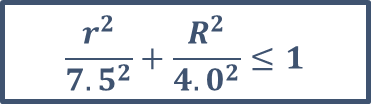 r²/7.5² + R²/4.0² ≤ 1